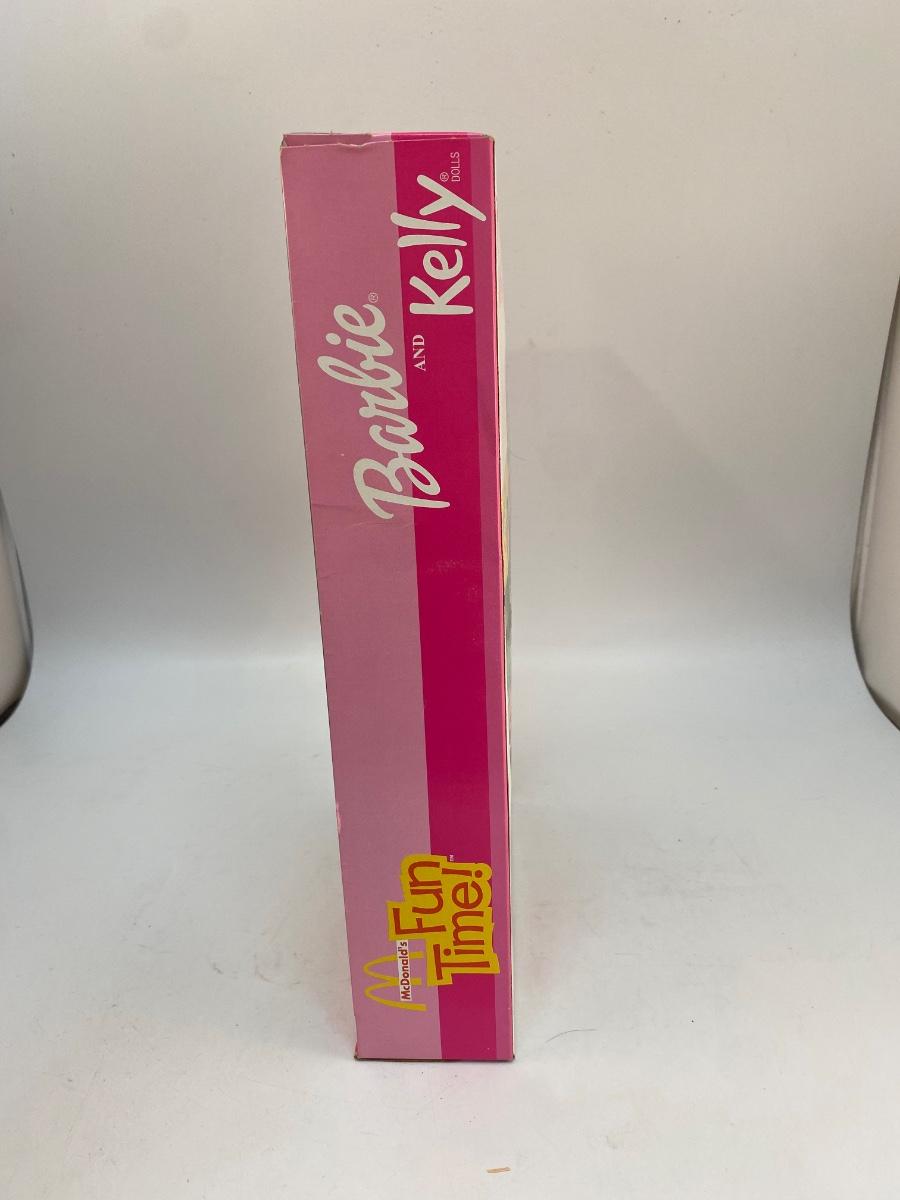 Barbie®
AND
Kelly®
DOLLS
McDonald's
Fun
Time!™